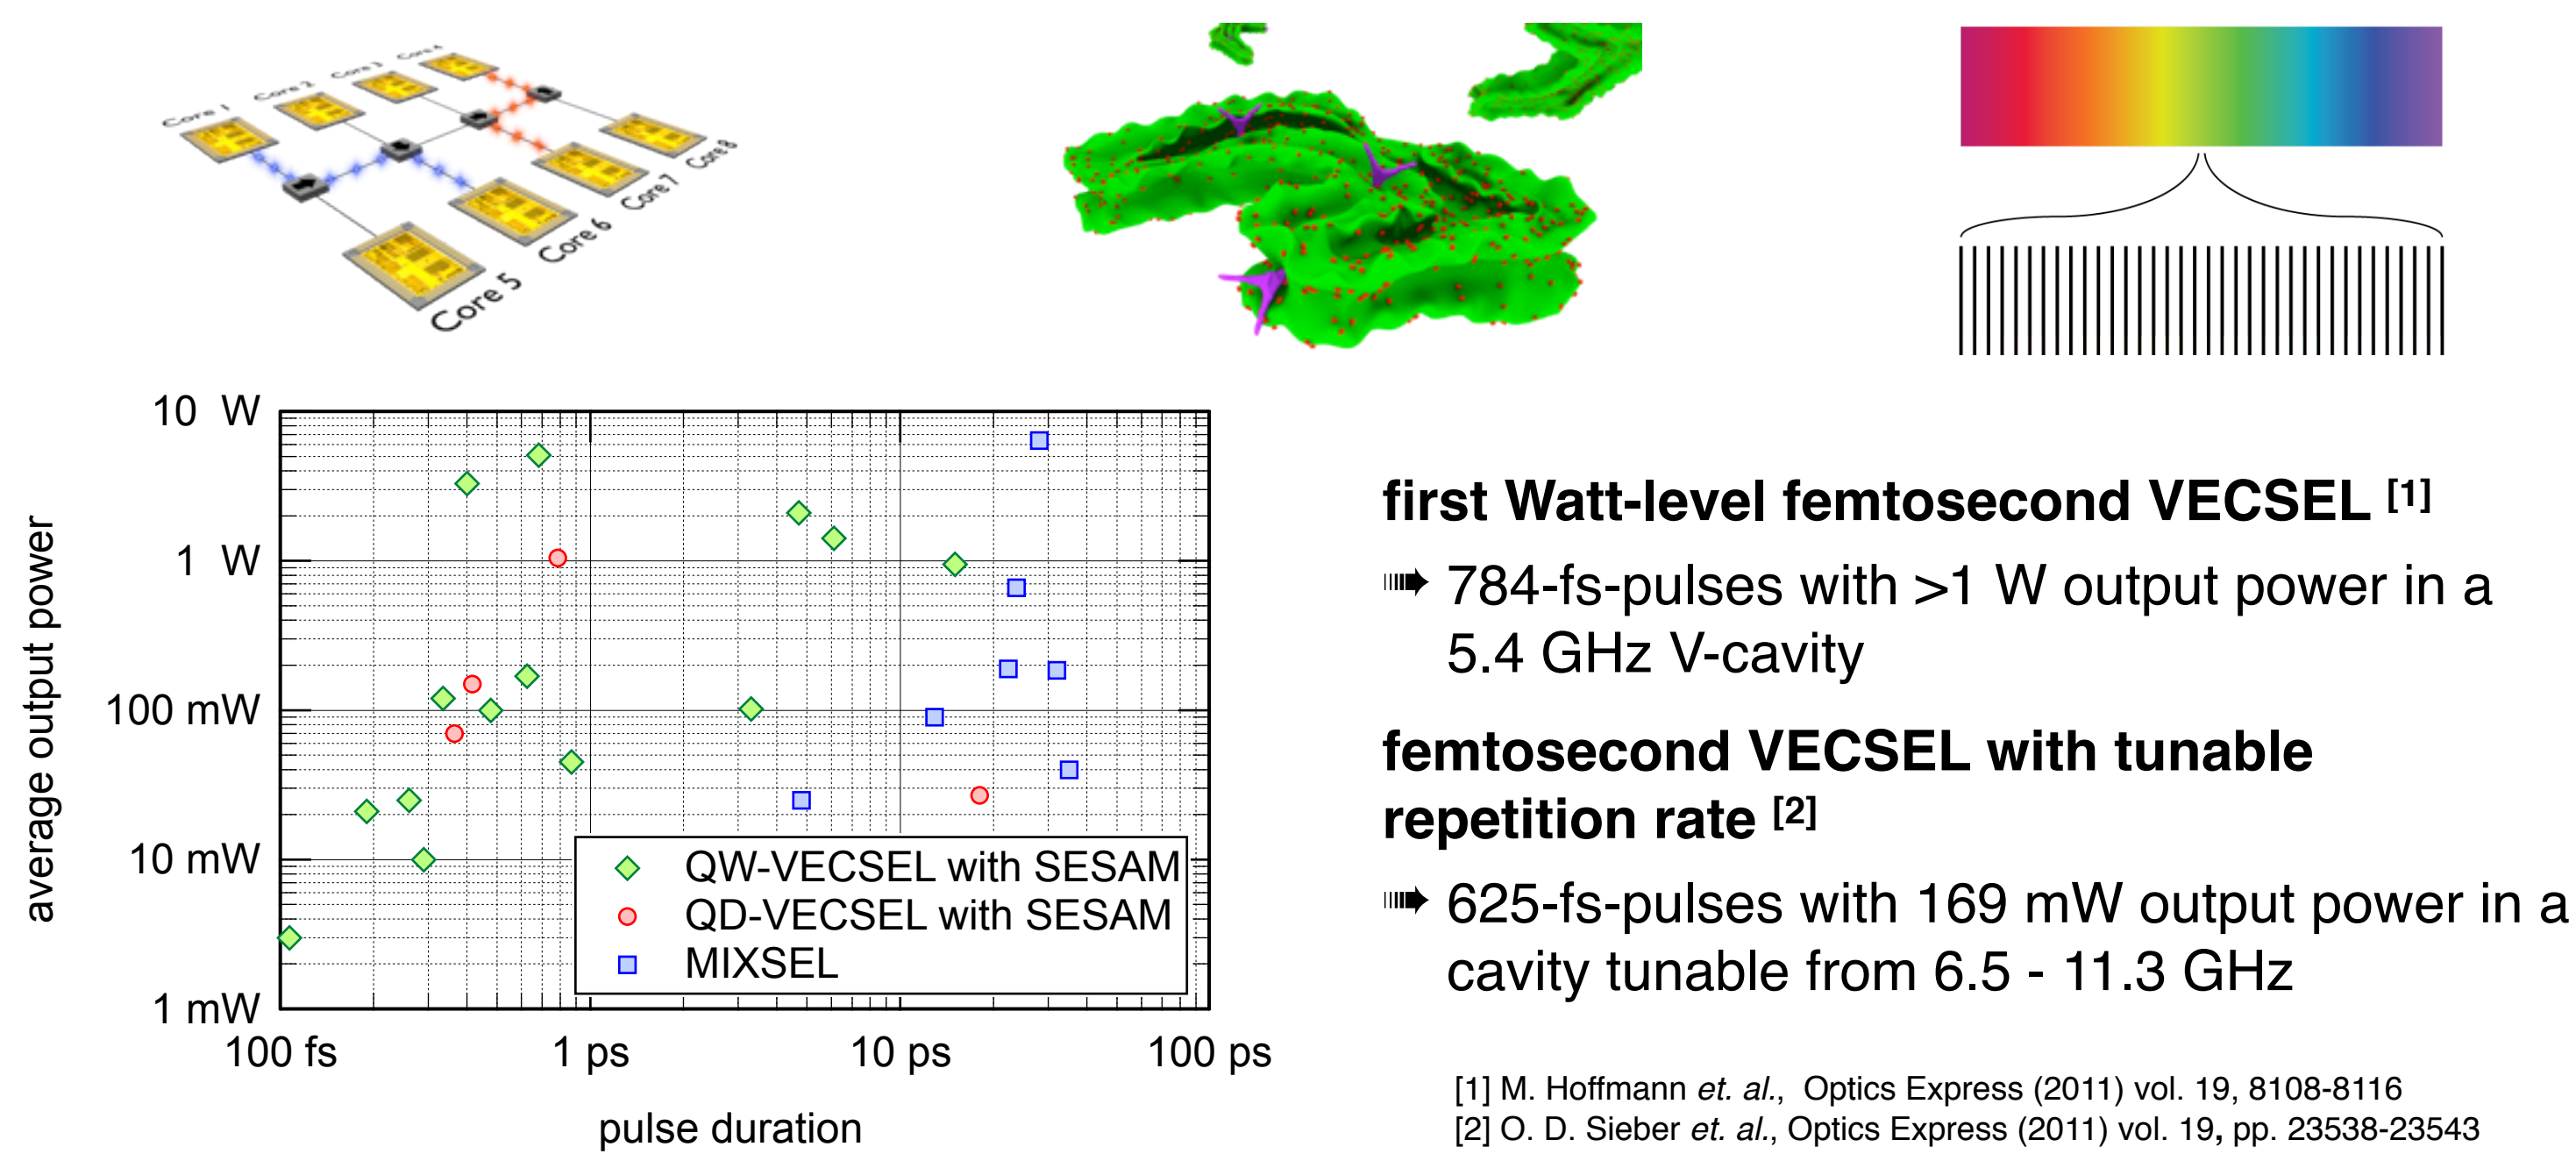 Core 1
Core 2
Core 3
Core 4
Core 5
Core 6
Core 7
Core 8
10 W
1 W
100 mW
10 mW
1 mW
average output power
100 fs
1 ps
10 ps
100 ps
pulse duration
QW-VECSEL with SESAM
QD-VECSEL with SESAM
MIXSEL
first Watt-level femtosecond VECSEL [1]
784-fs-pulses with >1 W output power in a
5.4 GHz V-cavity
femtosecond VECSEL with tunable
repetition rate [2]
625-fs-pulses with 169 mW output power in a
cavity tunable from 6.5 - 11.3 GHz
[1] M. Hoffmann et. al., Optics Express (2011) vol. 19, 8108-8116
[2] O. D. Sieber et. al., Optics Express (2011) vol. 19, pp. 23538-23543